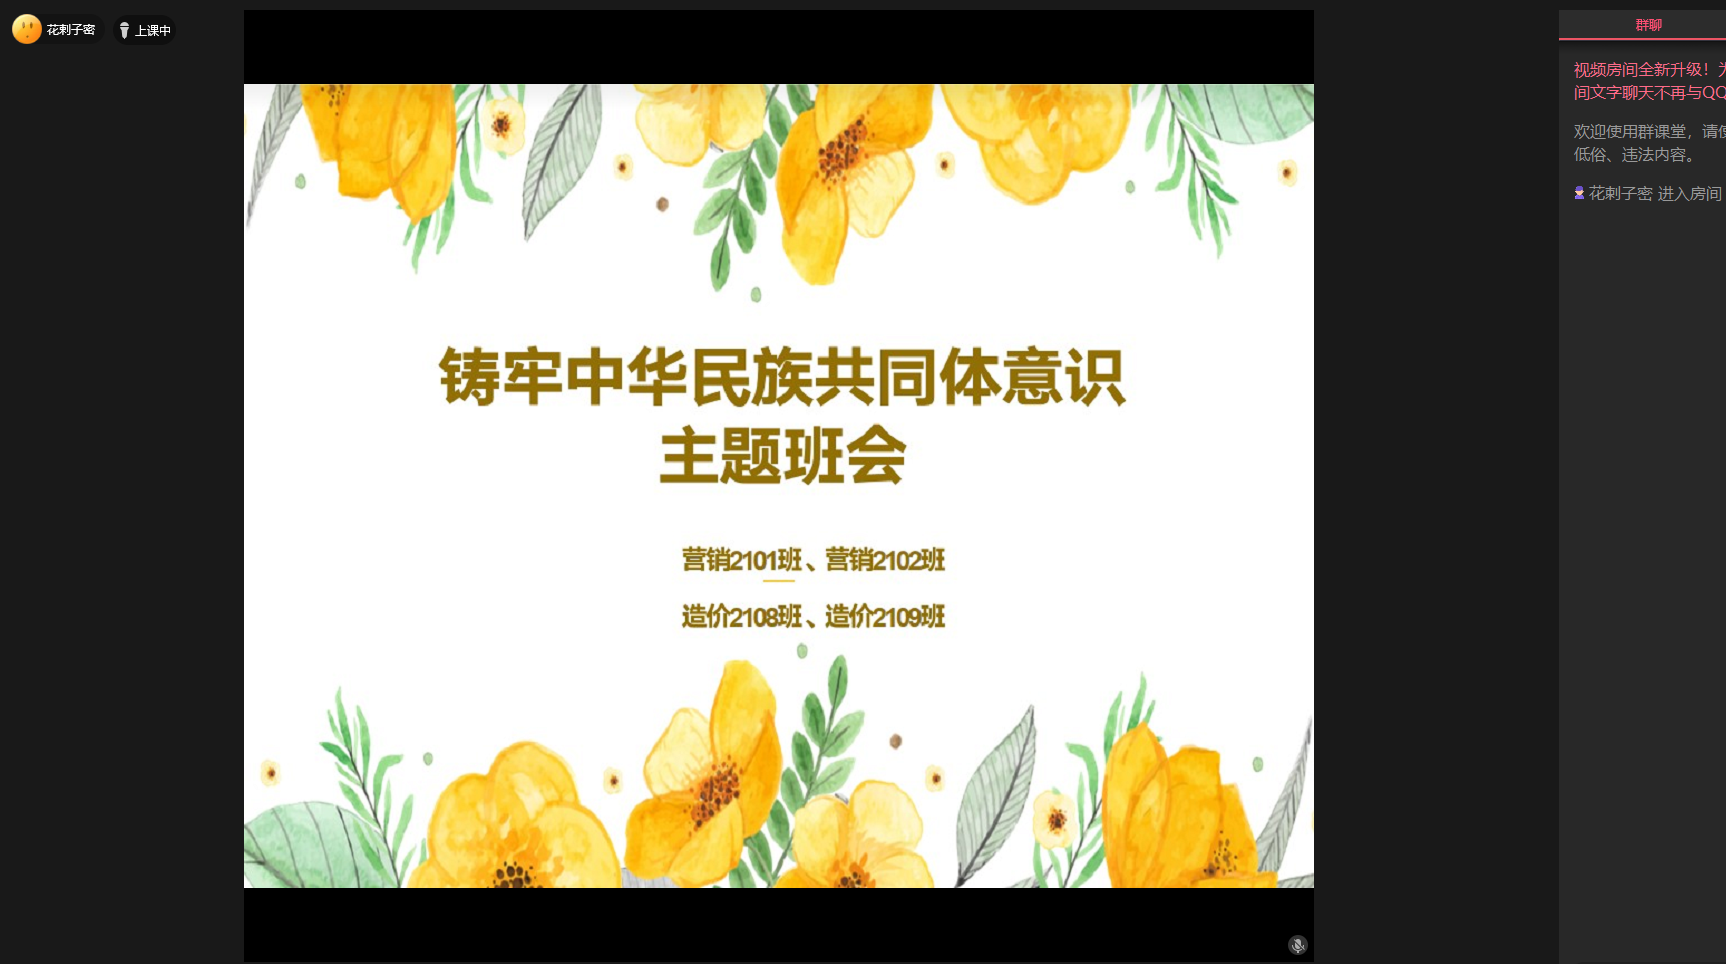 花刺子密
上课中
铸牢中华民族共同体意识
主题班会
营销2101班、营销2102班
造价2108班、造价2109班
群聊
视频房间全新升级！
间文字聊天不再与QQ
欢迎使用群课堂，请
低俗、违法内容。
花刺子密 进入房间